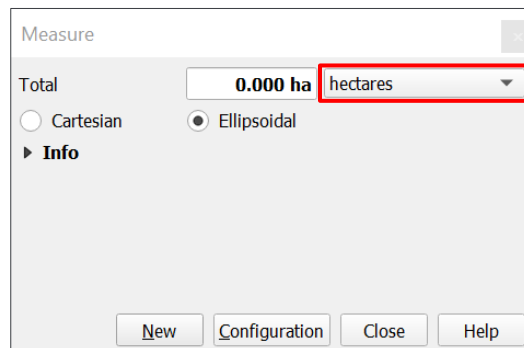 Measure
Total 0.000 ha hectares
Cartesian Ellipsoidal
Info
New Configuration Close Help